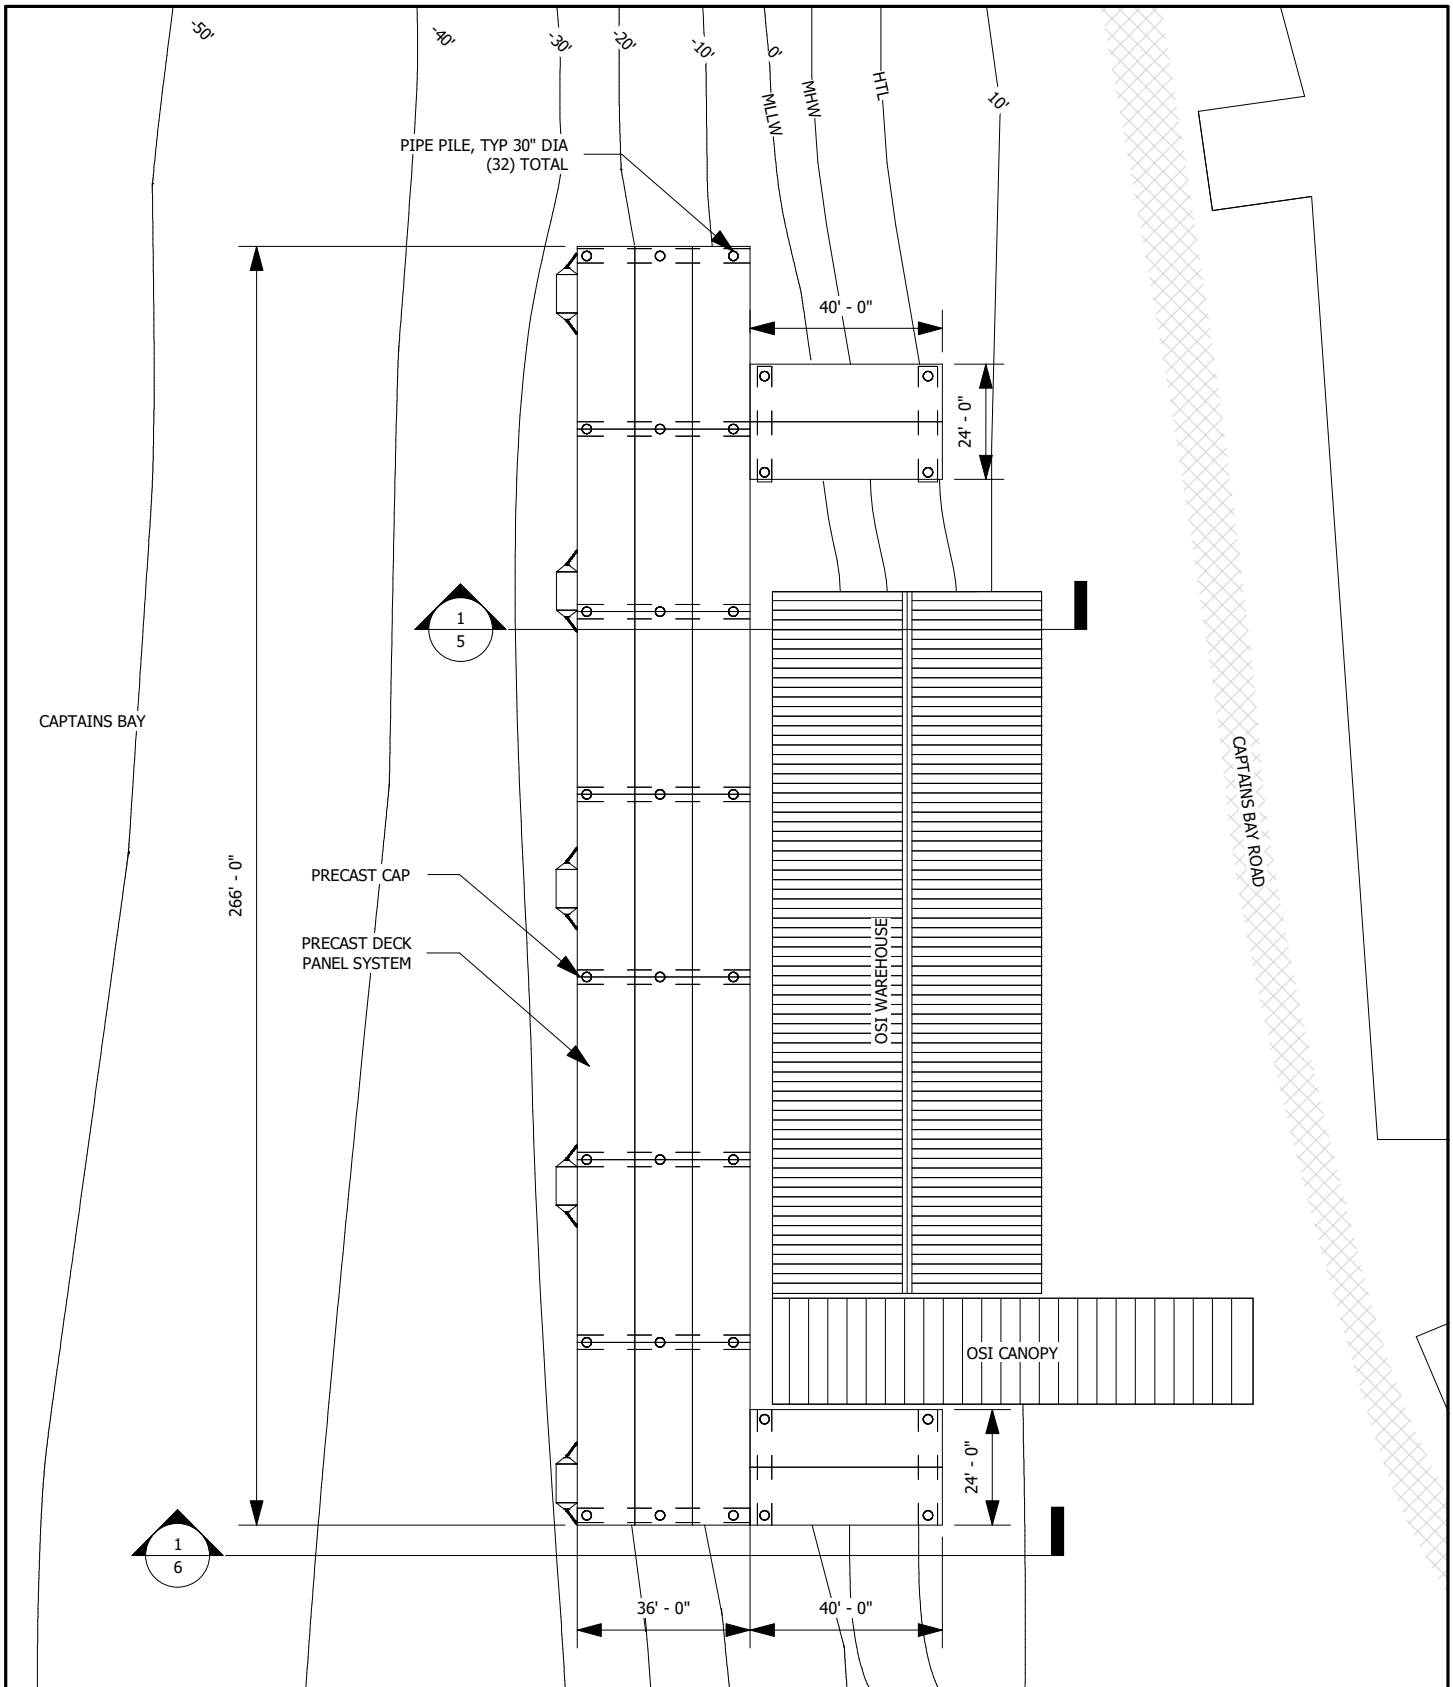 -50'
-40'
-30'
-20'
-10'
0'
MLLW
MHW
HTL
10'
PIPE PILE, TYP 30" DIA
(32) TOTAL
40' - 0"
24' - 0"
1
5
CAPTAINS BAY
CAPTAINS BAY ROAD
266' - 0"
PRECAST CAP
PRECAST DECK
PANEL SYSTEM
OSI WAREHOUSE
OSI CANOPY
24' - 0"
1
6
36' - 0"
40' - 0"